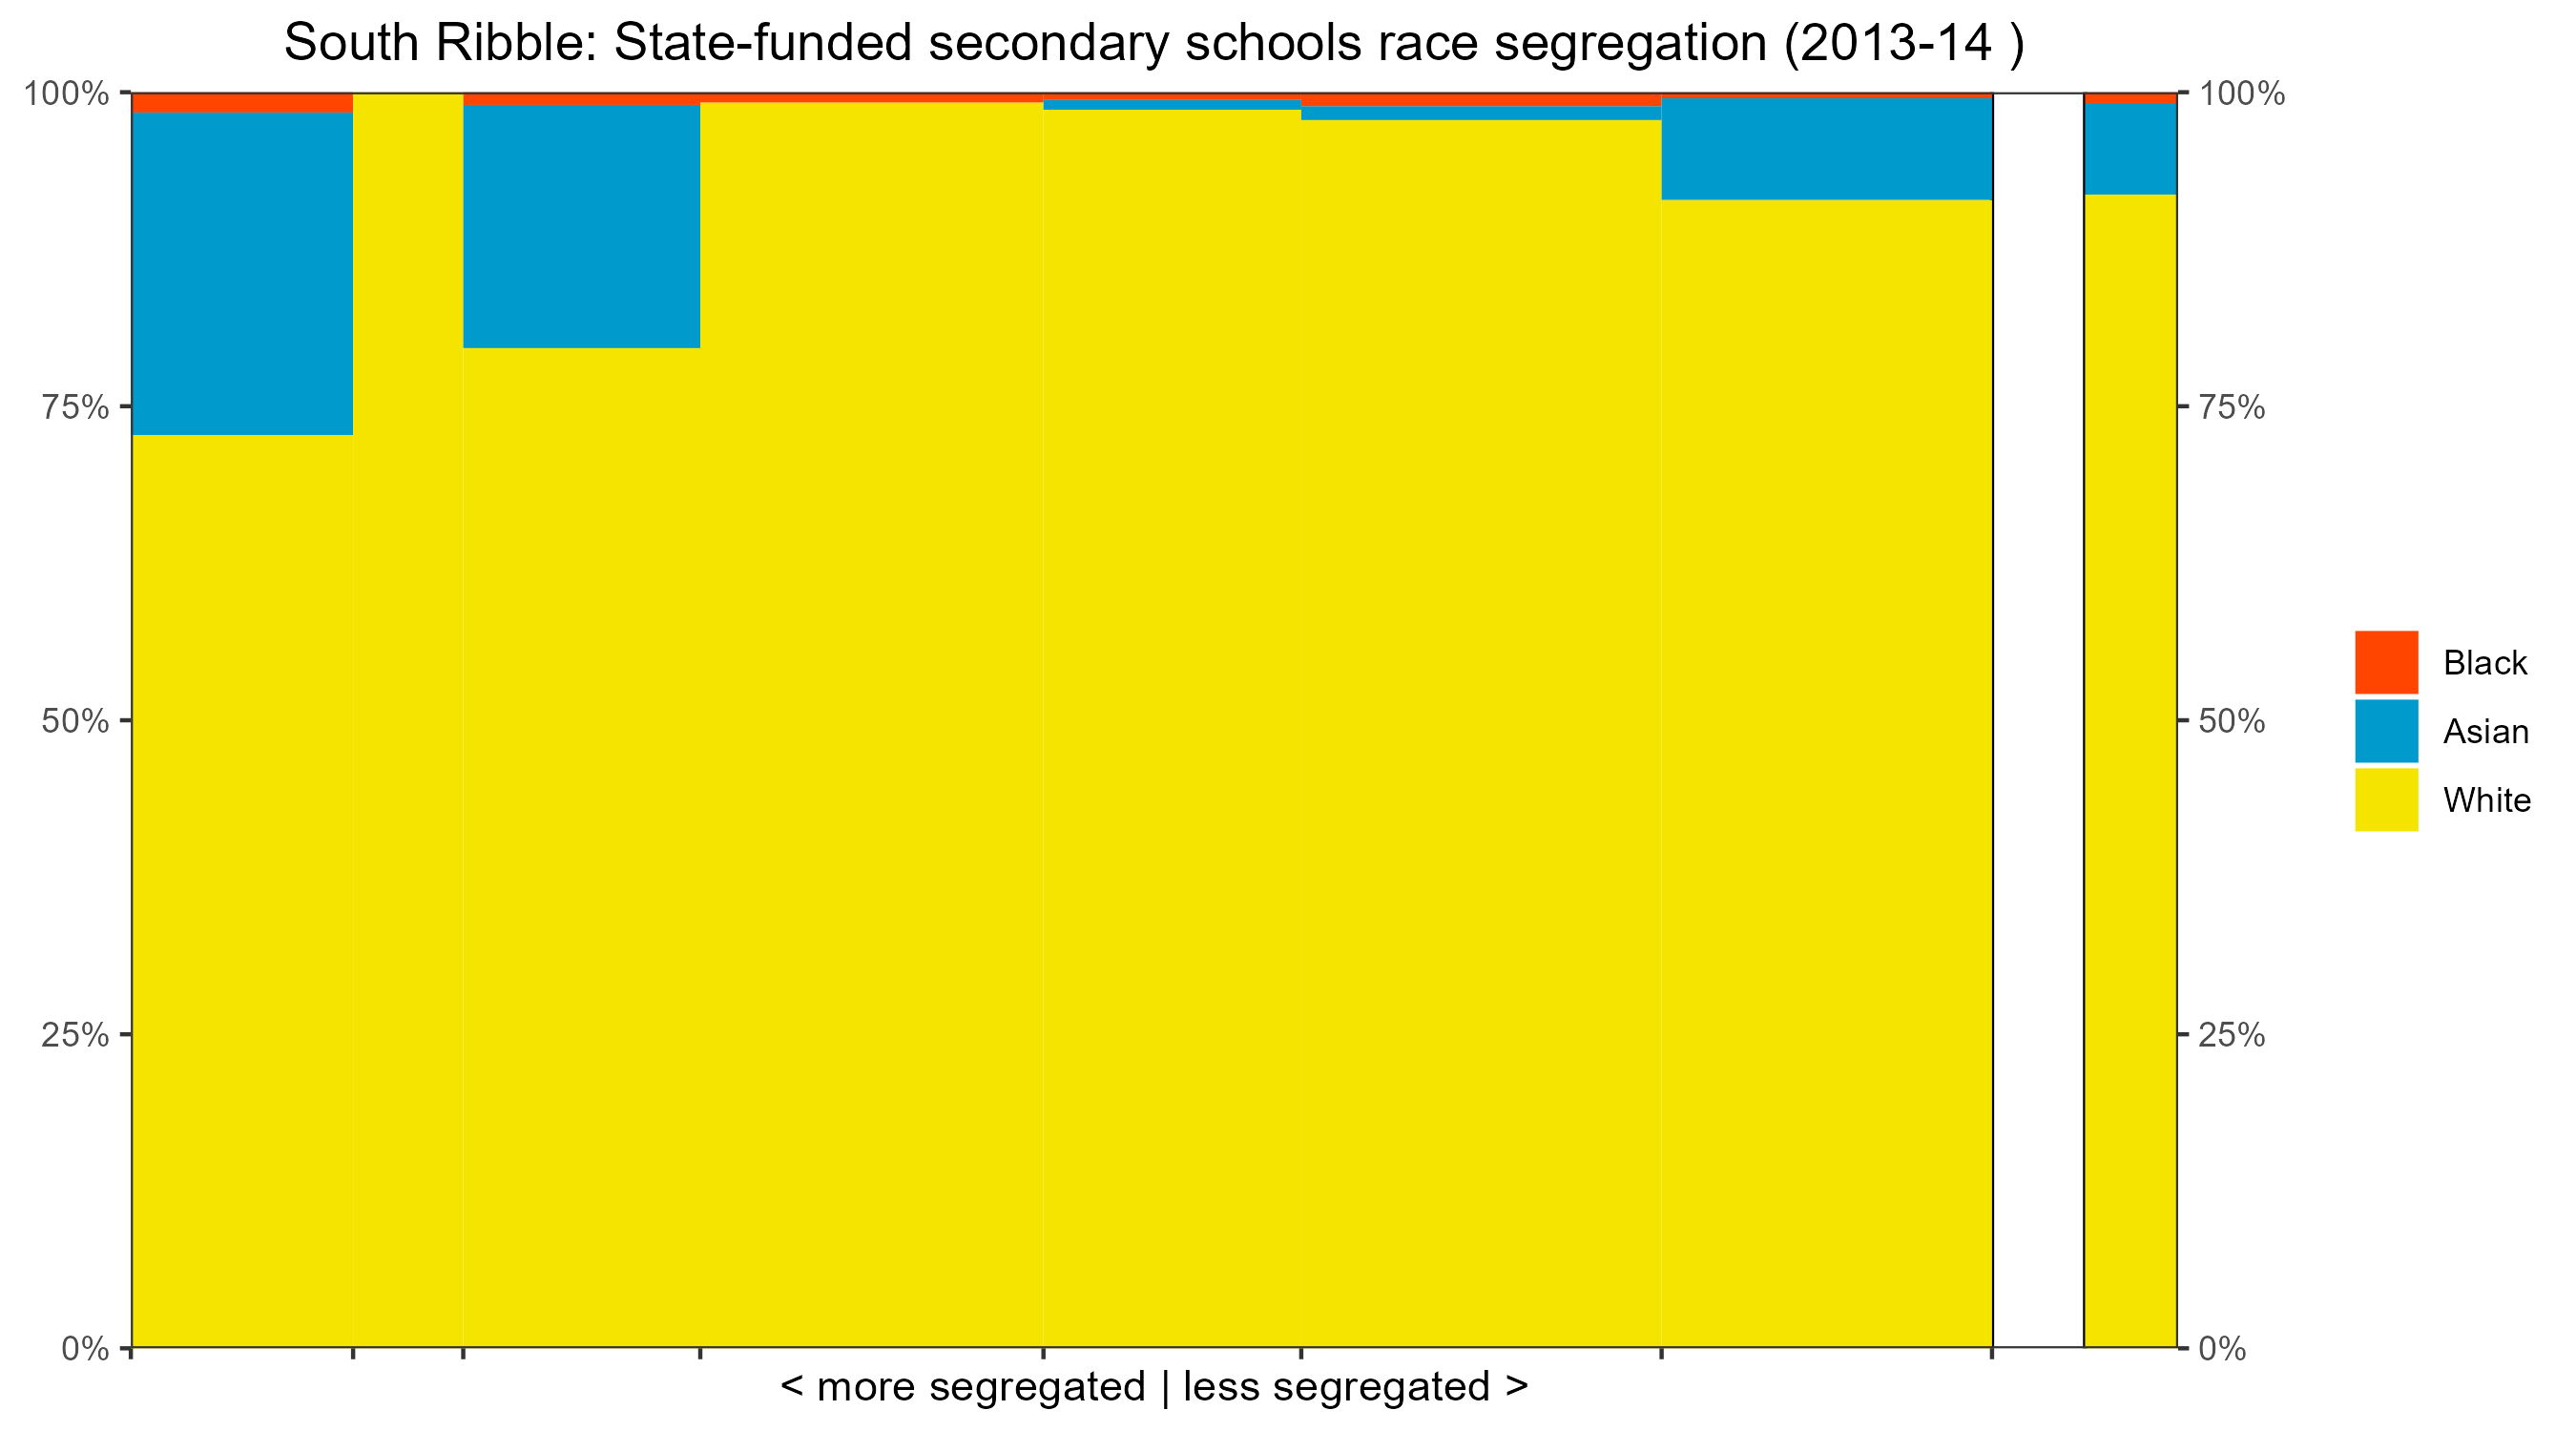 South Ribble: State-funded secondary schools race segregation (2013-14 )
100%
75%
50%
25%
0%
100%
75%
50%
25%
0%
Black
Asian
White
< more segregated | less segregated >